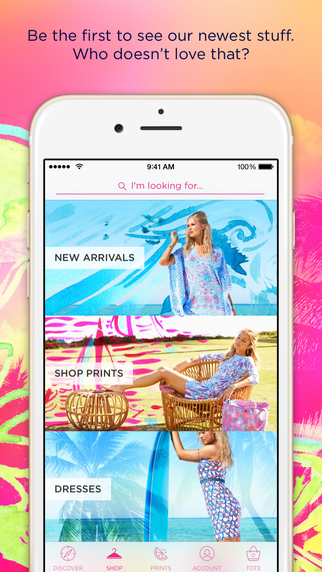 Be the first to see our newest stuff.
Who doesn't love that?
9:41 AM
100%
I'm looking for...
NEW ARRIVALS
SHOP PRINTS
DRESSES
DISCOVER
SHOP
PRINTS
ACCOUNT
TOTE